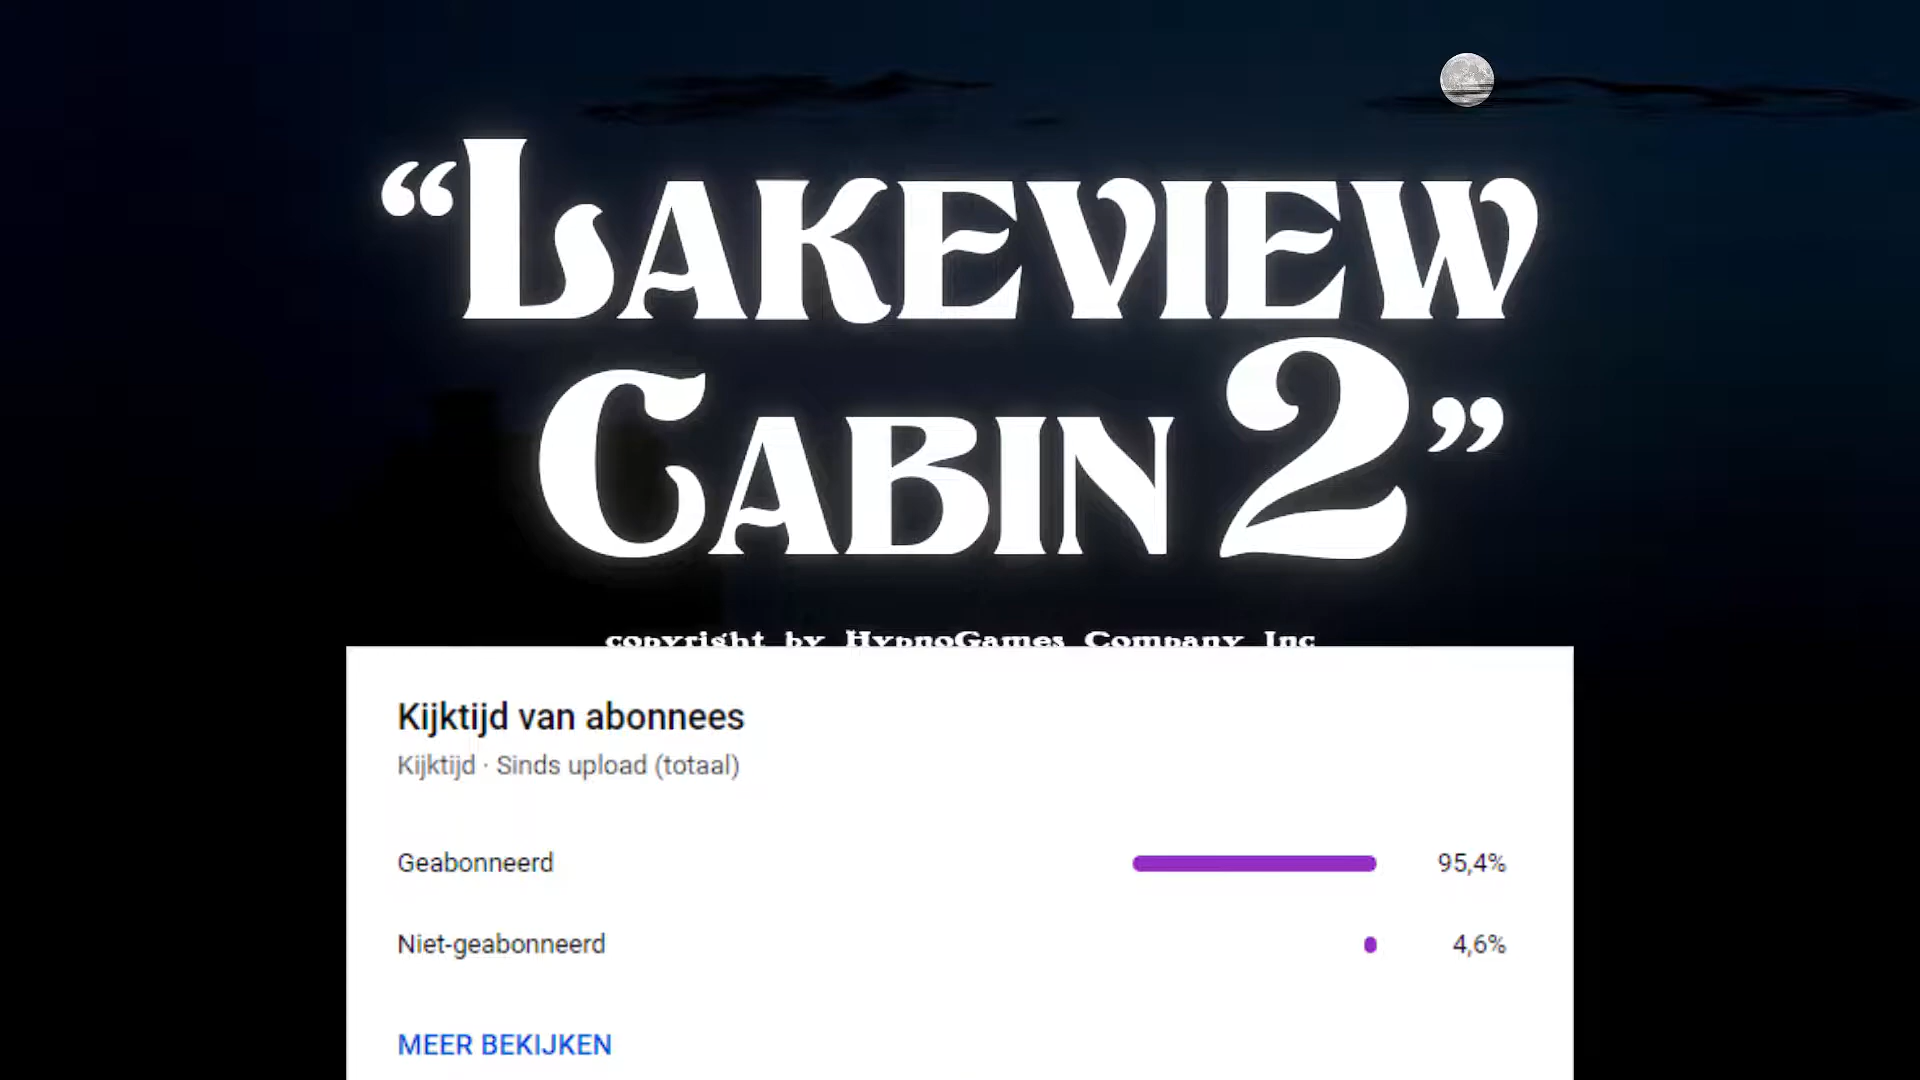 “LAKEVIEW
CABIN 2”
copyright by HypnoGames Company Inc
Kijktijd van abonnees
Kijktijd · Sinds upload (totaal)
Geabonneerd 95,4%
Niet-geabonneerd 4,6%
MEER BEKIJKEN